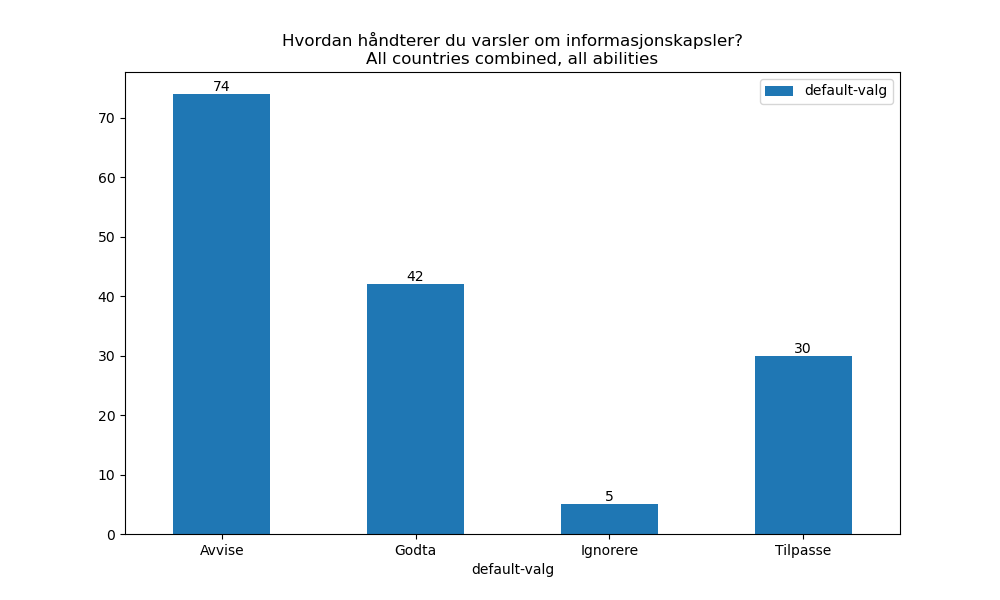 Hvordan håndterer du varsler om informasjonskapsler?
All countries combined, all abilities
default-valg
74
42
5
30
70
60
50
40
30
20
10
0
Avvise
Godta
Ignorere
Tilpasse
default-valg